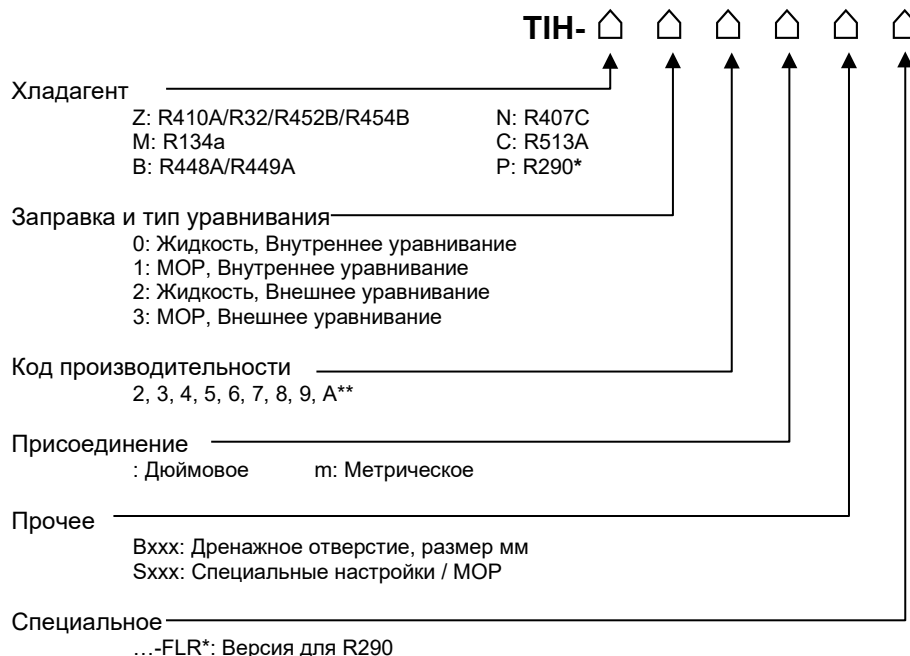 TIH-
Хладагент
Z: R410A/R32/R452B/R454B N: R407C
M: R134a C: R513A
B: R448A/R449A P: R290*
Заправка и тип уравнивания
0: Жидкость, Внутреннее уравнивание
1: MOP, Внутреннее уравнивание
2: Жидкость, Внешнее уравнивание
3: MOP, Внешнее уравнивание
Код производительности
2, 3, 4, 5, 6, 7, 8, 9, A**
Присоединение
: Дюймовое m: Метрическое
Прочее
Bxxx: Дренажное отверстие, размер мм
Sxxx: Специальные настройки / MOP
Специальное
…-FLR*: Версия для R290